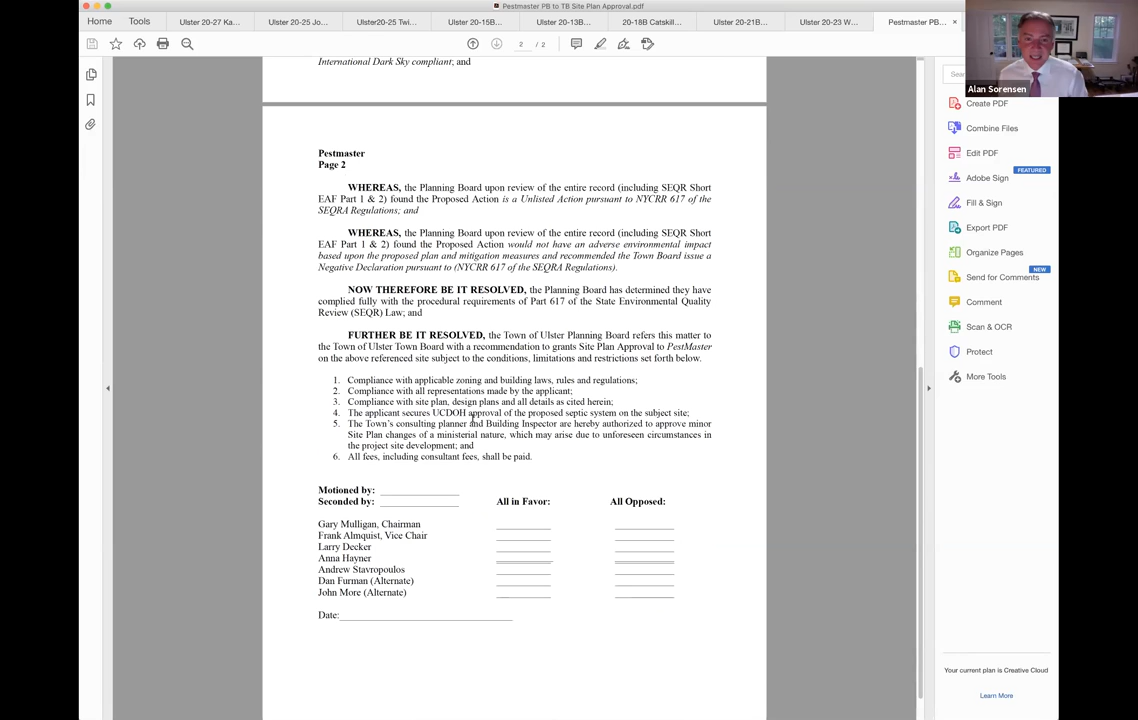 Pestmaster PB to TB Site Plan Approval.pdf
Home
Tools
Ulster 20-27 Ka...
Ulster 20-25 Jo...
Ulster20-25 Twi...
Ulster 20-15B...
Ulster 20-13B...
20-18B Catskill...
Ulster 20-21B...
Ulster 20-23 W...
Pestmaster PB...
2 / 2
Alan Sorensen
International Dark Sky compliant; and
Pestmaster
Page 2
WHEREAS, the Planning Board upon review of the entire record (including SEQR Short
EAF Part 1 & 2) found the Proposed Action is a Unlisted Action pursuant to NYCRR 617 of the
SEQRA Regulations; and
WHEREAS, the Planning Board upon review of the entire record (including SEQR Short
EAF Part 1 & 2) found the Proposed Action would not have an adverse environmental impact
based upon the proposed plan and mitigation measures and recommended the Town Board issue a
Negative Declaration pursuant to (NYCRR 617 of the SEQRA Regulations).
NOW THEREFORE BE IT RESOLVED, the Planning Board has determined they have
complied fully with the procedural requirements of Part 617 of the State Environmental Quality
Review (SEQR) Law; and
FURTHER BE IT RESOLVED, the Town of Ulster Planning Board refers this matter to
the Town of Ulster Town Board with a recommendation to grants Site Plan Approval to PestMaster
on the above referenced site subject to the conditions, limitations and restrictions set forth below.
1. Compliance with applicable zoning and building laws, rules and regulations;
2. Compliance with all representations made by the applicant;
3. Compliance with site plan, design plans and all details as cited herein;
4. The applicant secures UCDOH approval of the proposed septic system on the subject site;
5. The Town's consulting planner and Building Inspector are hereby authorized to approve minor
Site Plan changes of a ministerial nature, which may arise due to unforeseen circumstances in
the project site development; and
6. All fees, including consultant fees, shall be paid.
Motioned by:
Seconded by: All in Favor: All Opposed:
Gary Mulligan, Chairman
Frank Almquist, Vice Chair
Larry Decker
Anna Hayner
Andrew Stavropoulos
Dan Furman (Alternate)
John More (Alternate)
Date:
Sea
Create PDF
Combine Files
Edit PDF
FEATURED
Adobe Sign
Fill & Sign
Export PDF
Organize Pages
NEW
Send for Comments
Comment
Scan & OCR
Protect
More Tools
Your current plan is Creative Cloud
Learn More